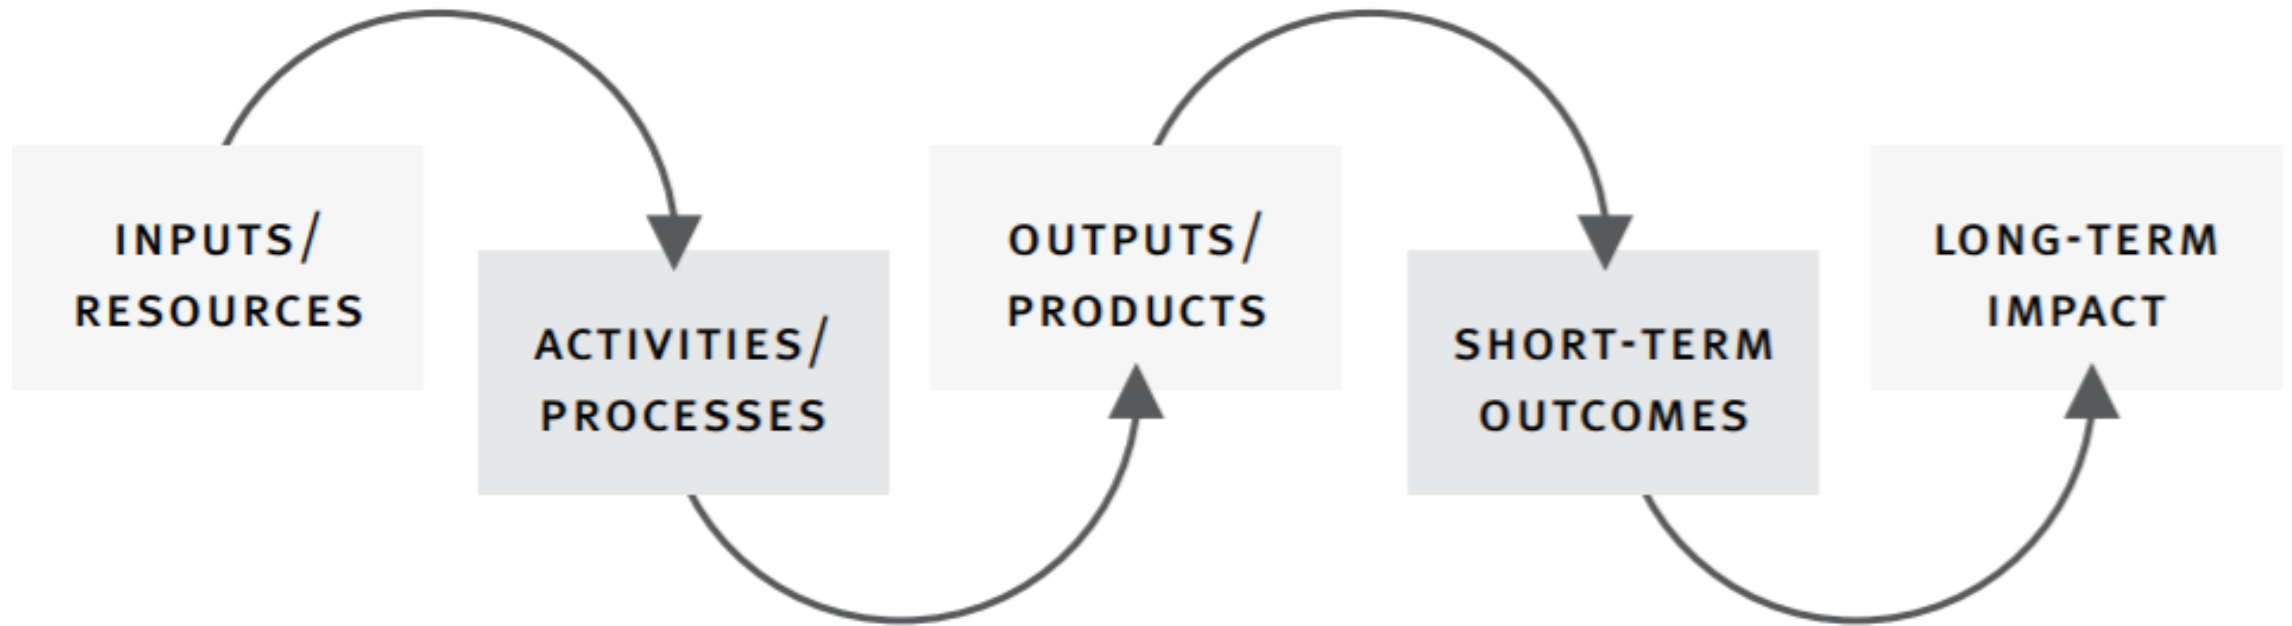 INPUTS/
RESOURCES
ACTIVITIES/
PROCESSES
OUTPUTS/
PRODUCTS
SHORT-TERM
OUTCOMES
LONG-TERM
IMPACT